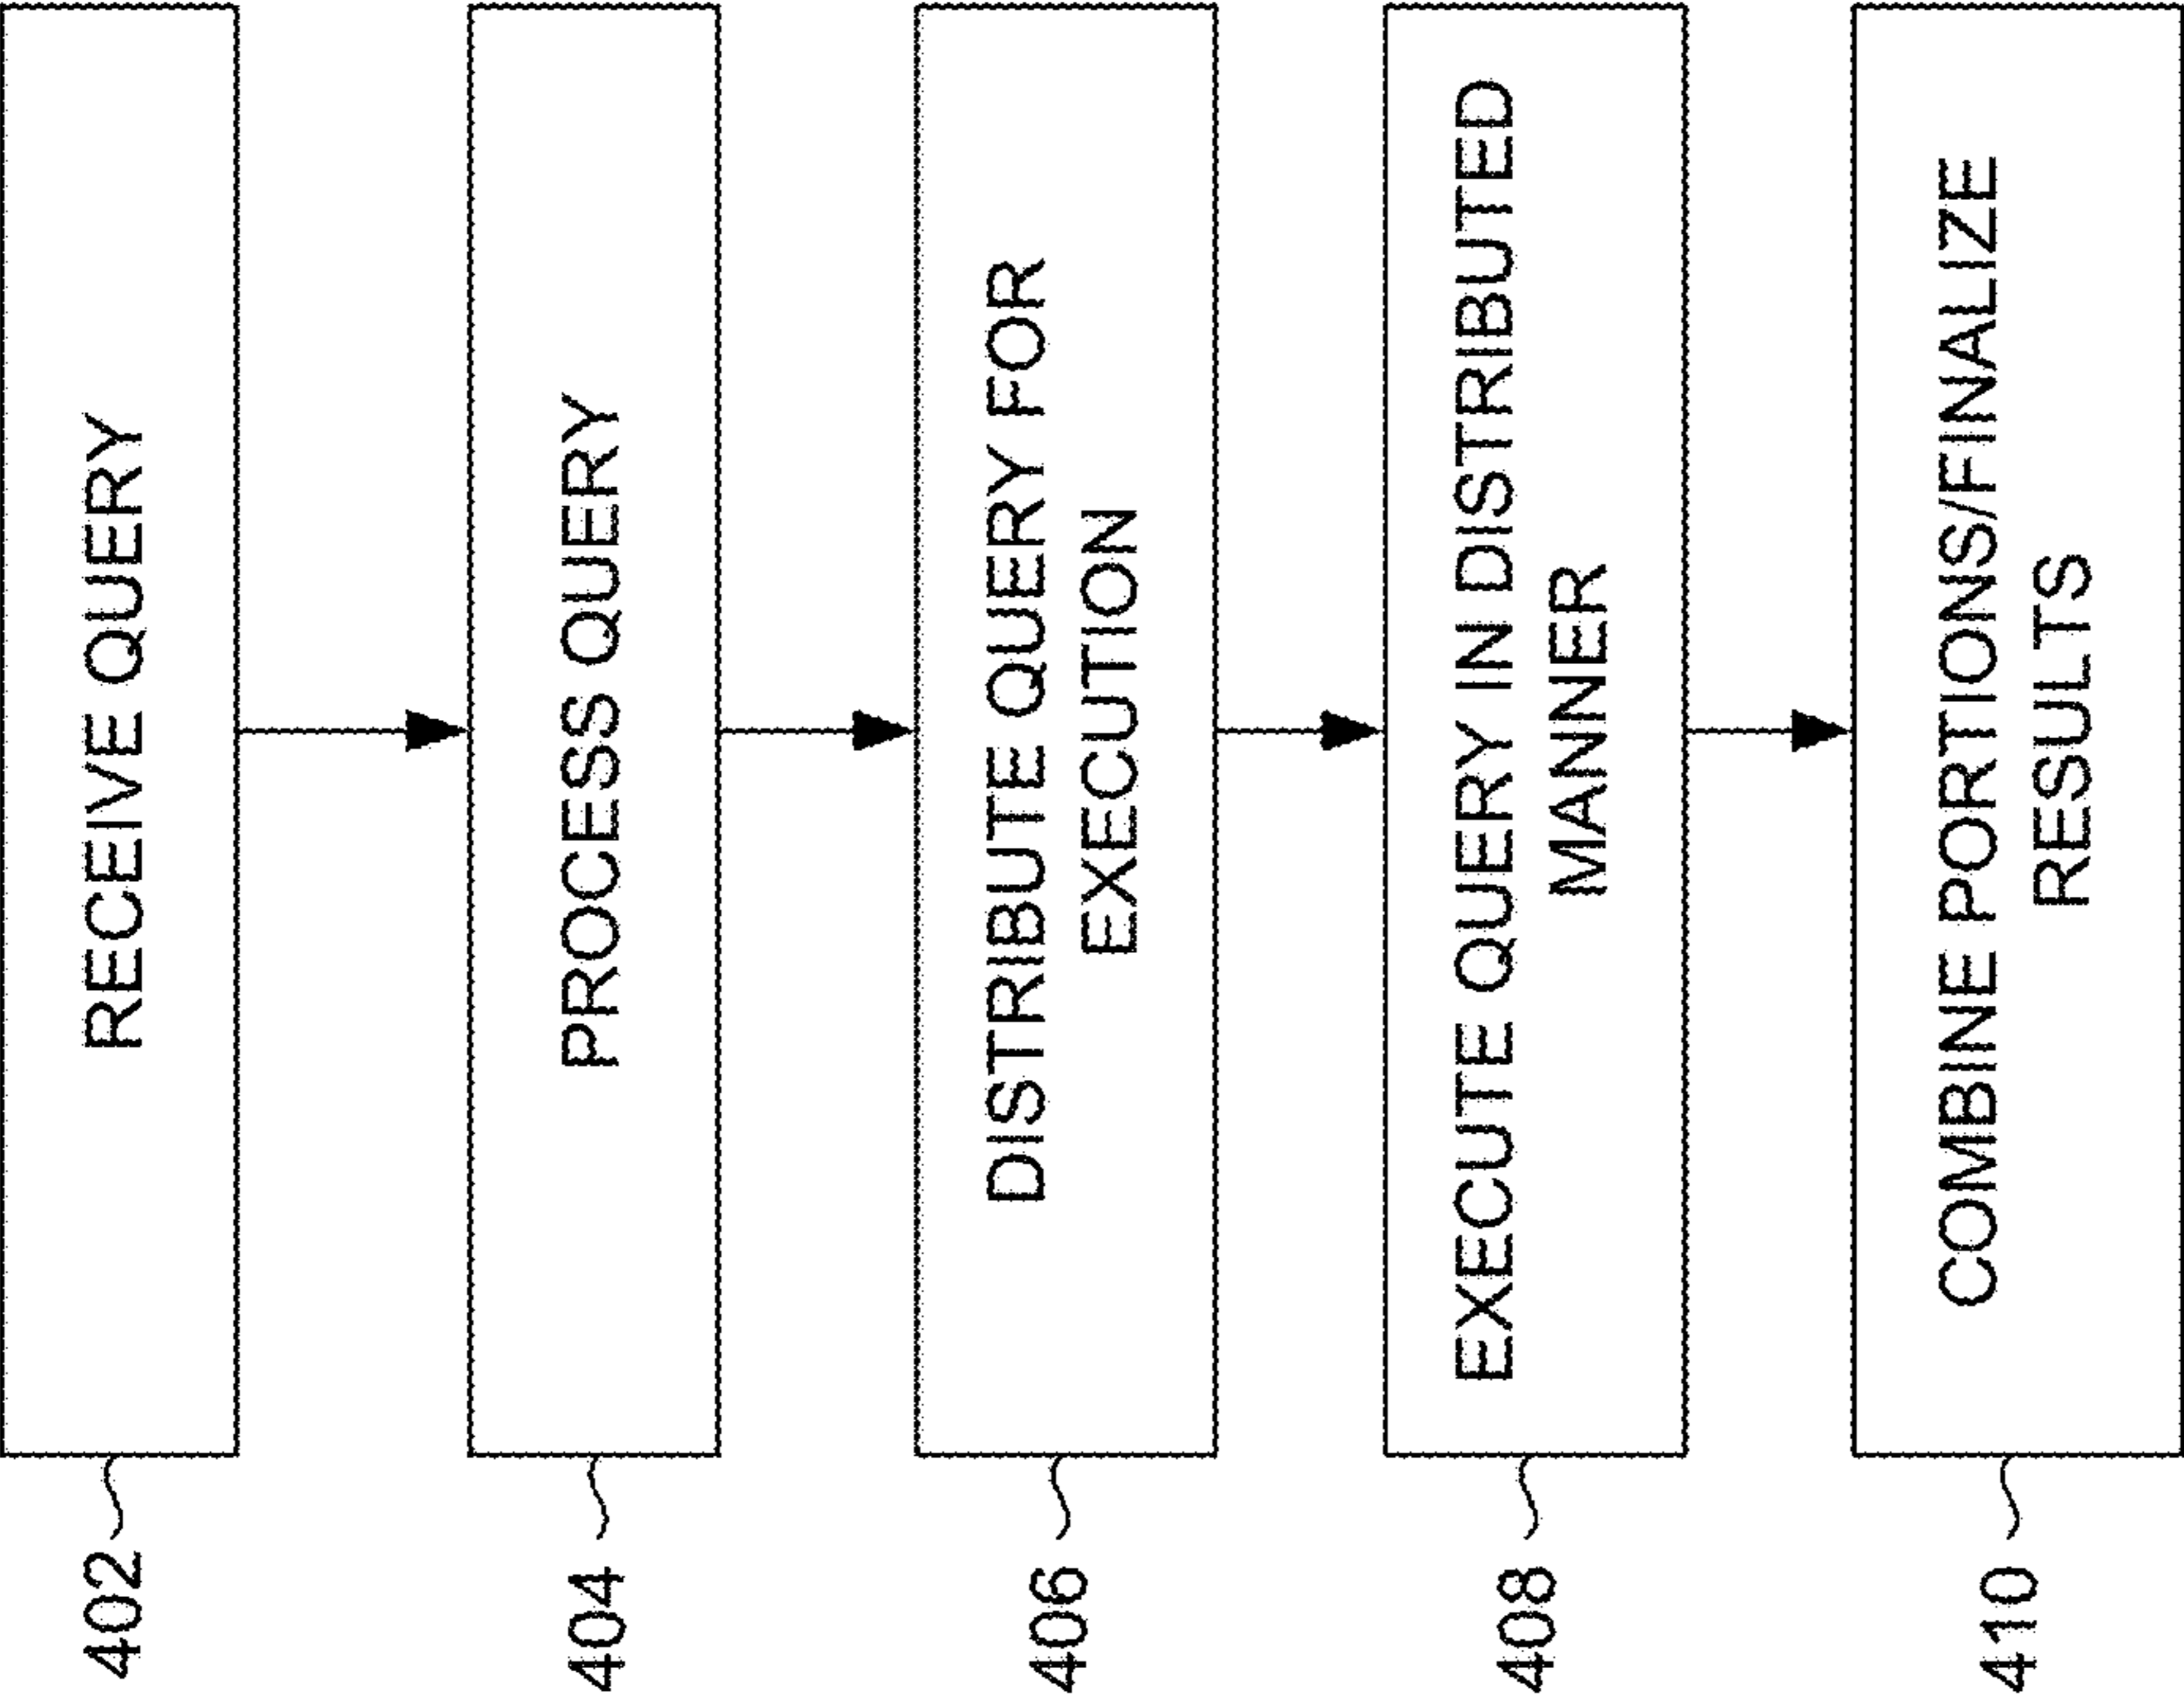 402
RECEIVE QUERY
404
PROCESS QUERY
406
DISTRIBUTE QUERY FOR
EXECUTION
408
EXECUTE QUERY IN DISTRIBUTED
MANNER
410
COMBINE PORTIONS/FINALIZE
RESULTS